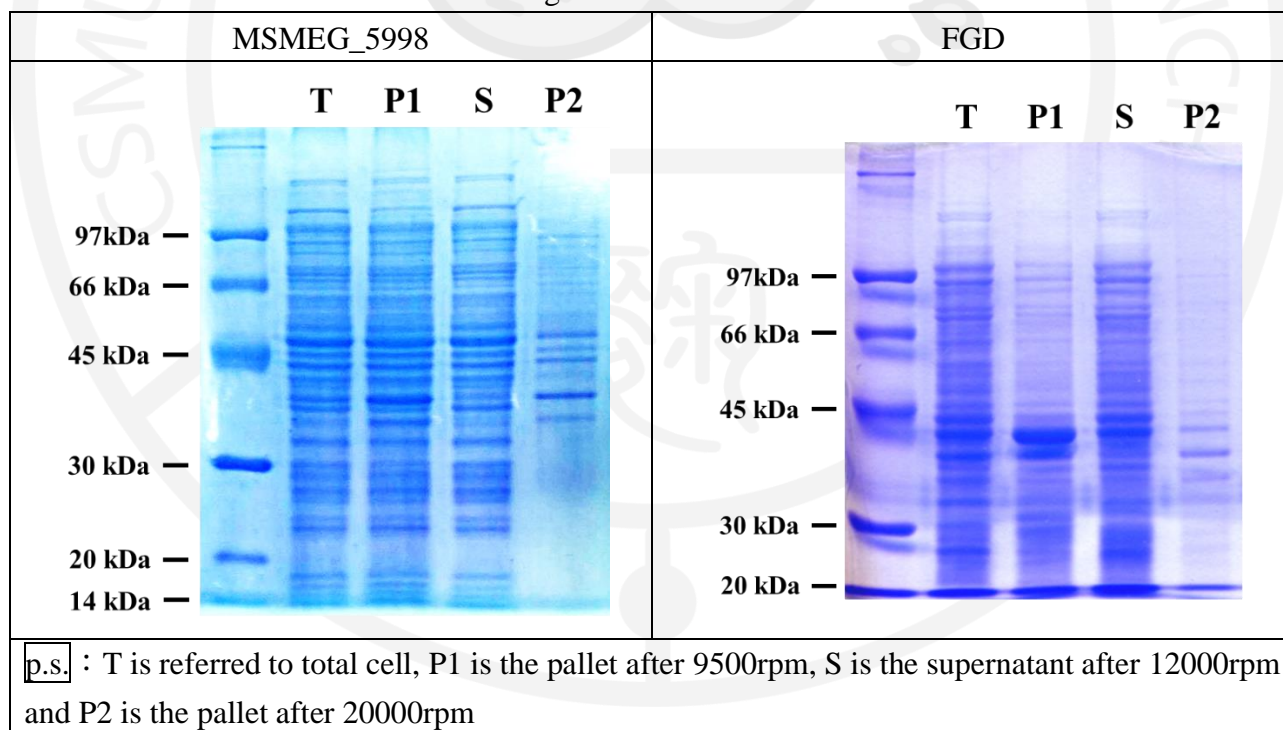 MSMEG_5998
FGD
T P1 S P2
97kDa
66 kDa
45 kDa
30 kDa
20 kDa
14 kDa
T P1 S P2
97kDa
66 kDa
45 kDa
30 kDa
20 kDa
p.s.：T is referred to total cell, P1 is the pallet after 9500rpm, S is the supernatant after 12000rpm
and P2 is the pallet after 20000rpm